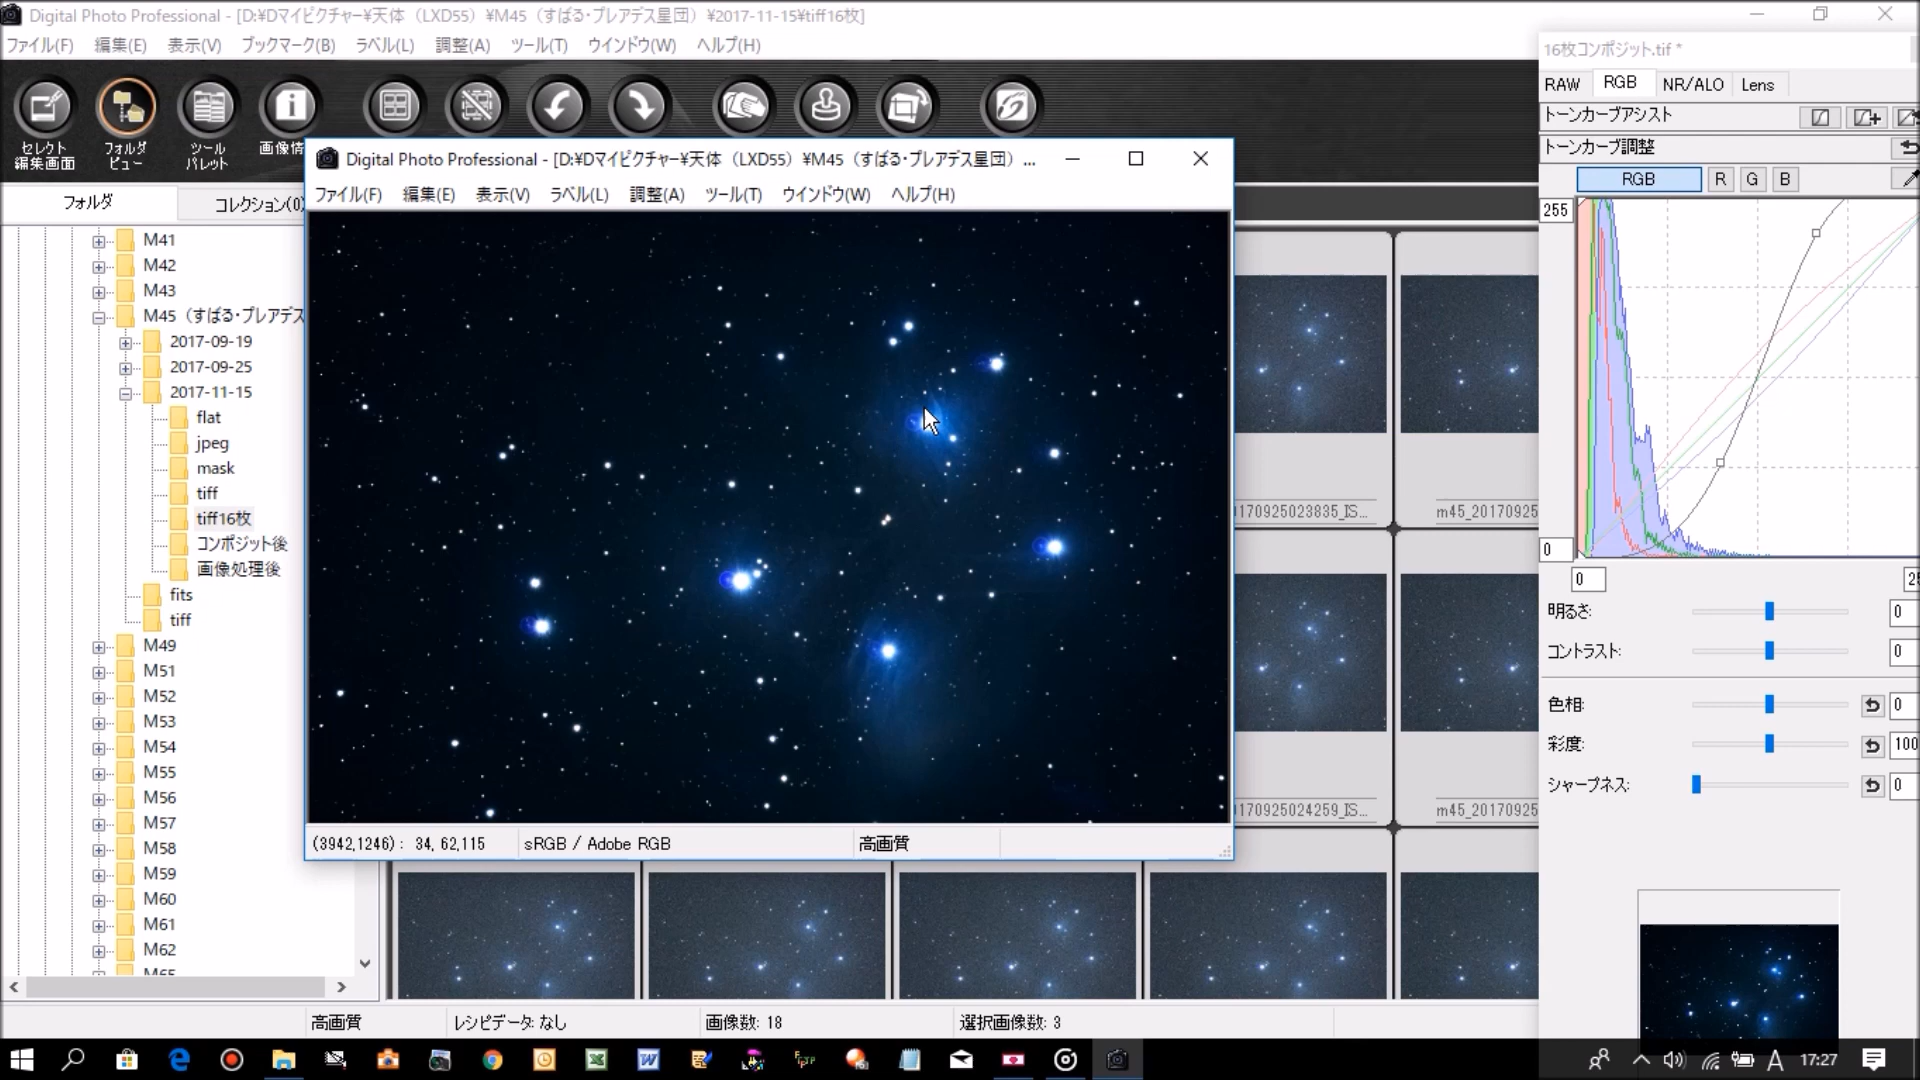 Digital Photo Professional - [D:¥Dマイピクチャー¥天体（LXD55）¥M45（すばる・プレアデス星団）¥2017-11-15¥tiff16枚]
ファイル(F) 編集(E) 表示(V) ブックマーク(B) ラベル(L) 調整(A) ツール(T) ウインドウ(W) ヘルプ(H)
セレクト
編集画面
フォルダ
ビュー
ツール
パレット
画像情
フォルダ
コレクション(0)
M41
M42
M43
M45（すばる・プレアデス
2017-09-19
2017-09-25
2017-11-15
flat
jpeg
mask
tiff
tiff16枚
コンポジット後
画像処理後
fits
tiff
M49
M51
M52
M53
M54
M55
M56
M57
M58
M59
M60
M61
M62
M65
Digital Photo Professional - [D:¥Dマイピクチャー¥天体（LXD55）¥M45（すばる・プレアデス星団）...
ファイル(F) 編集(E) 表示(V) ラベル(L) 調整(A) ツール(T) ウインドウ(W) ヘルプ(H)
(3942,1246) : 34, 62,115
sRGB / Adobe RGB
高画質
170925023835_IS...
m45_20170925
170925024259_IS...
m45_20170925
16枚コンポジット.tif *
RAW RGB NR/ALO Lens
トーンカーブアシスト
トーンカーブ調整
RGB R G B
255
0
0
明るさ: 0
コントラスト: 0
色相: 0
彩度: 100
シャープネス: 0
高画質
レシピデータ: なし
画像数: 18
選択画像数: 3
A
17:27